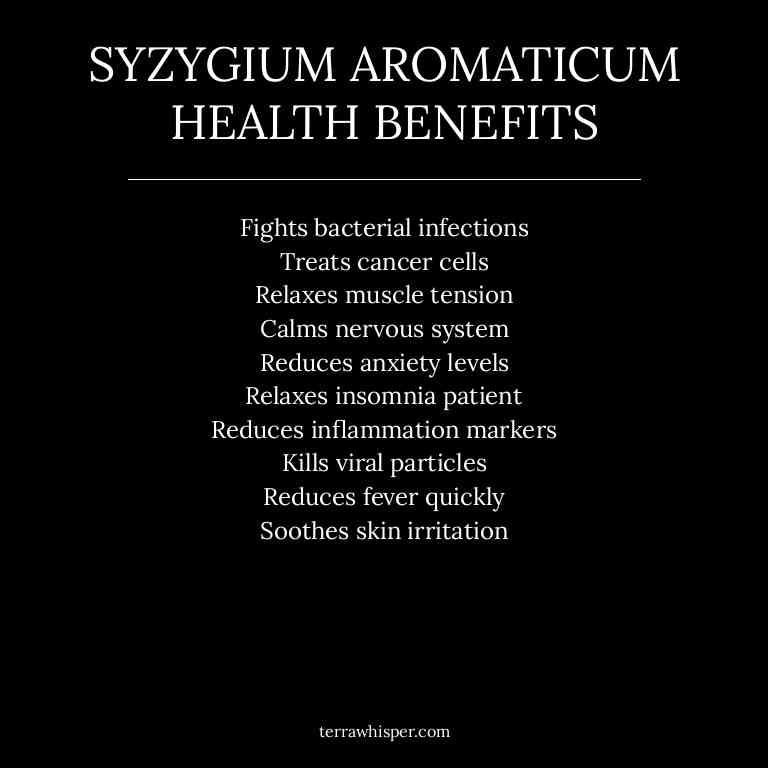 SYZYGIUM AROMATICUM
HEALTH BENEFITS
Fights bacterial infections
Treats cancer cells
Relaxes muscle tension
Calms nervous system
Reduces anxiety levels
Relaxes insomnia patient
Reduces inflammation markers
Kills viral particles
Reduces fever quickly
Soothes skin irritation
terrawhisper.com